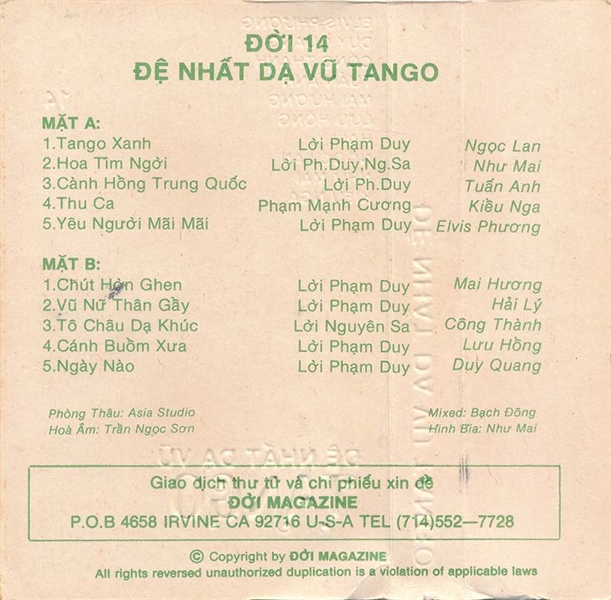 ĐỜI 14
ĐỆ NHẤT DẠ VŨ TANGO
MẶT A:
1.Tango Xanh Lời Phạm Duy Ngọc Lan
2.Hoa Tím Ngời Lời Ph.Duy,Ng.Sa Như Mai
3.Cành Hồng Trung Quốc Lời Ph.Duy Tuấn Anh
4.Thu Ca Phạm Mạnh Cương Kiều Nga
5.Yêu Người Mãi Mãi Lời Phạm Duy Elvis Phương
MẶT B:
1.Chút Hờn Ghen Lời Phạm Duy Mai Hương
2.Vũ Nữ Thân Gầy Lời Phạm Duy Hải Lý
3.Tô Châu Dạ Khúc Lời Nguyên Sa Công Thành
4.Cánh Buồm Xưa Lời Phạm Duy Lưu Hồng
5.Ngày Nào Lời Phạm Duy Duy Quang
Phòng Thâu: Asia Studio Mixed: Bạch Đông
Hoà Âm: Trần Ngọc Sơn Hình Bìa: Như Mai
Giao dịch thư từ và chi phiếu xin đề
ĐỜI MAGAZINE
P.O.B 4658 IRVINE CA 92716 U-S-A TEL (714)552—7728
© Copyright by ĐỜI MAGAZINE
All rights reversed unauthorized duplication is a violation of applicable laws